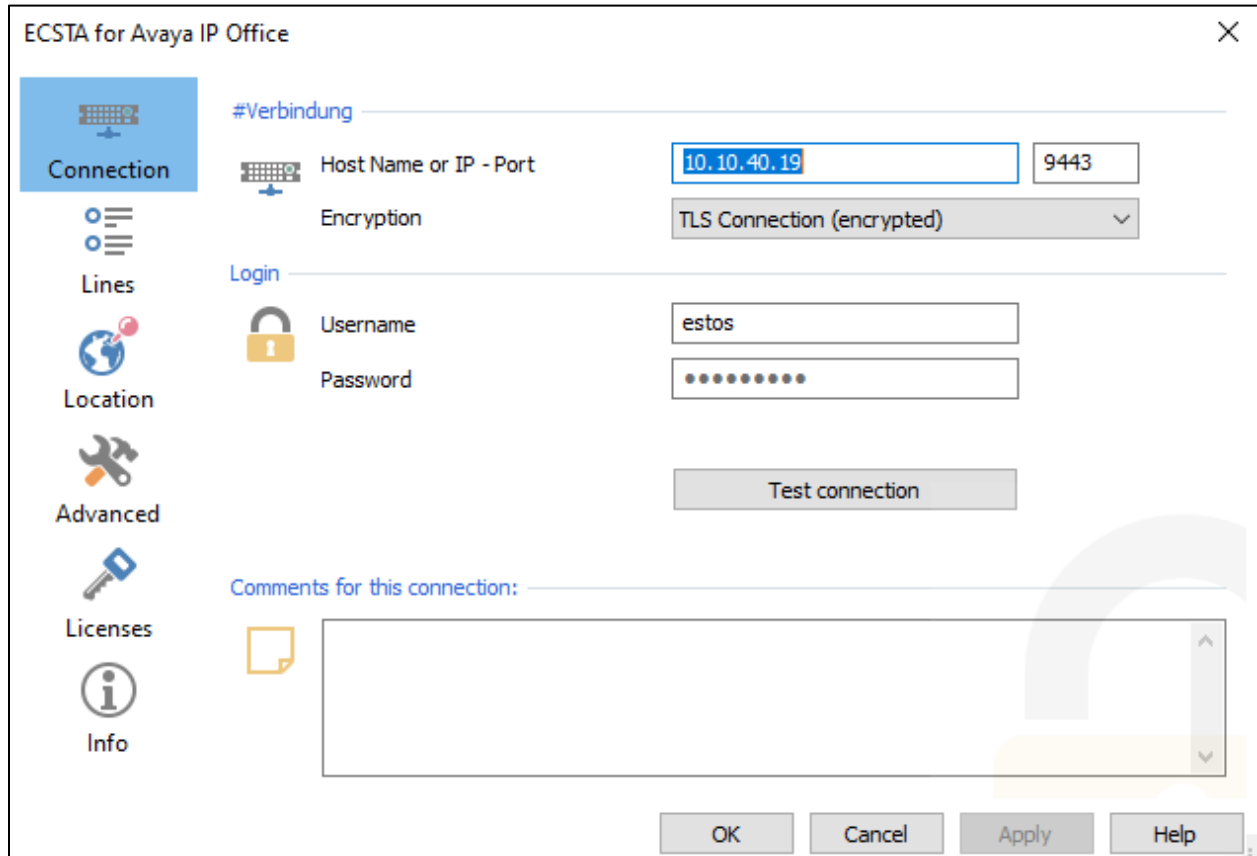 ECSTA for Avaya IP Office
Connection
Lines
Location
Advanced
Licenses
Info
#Verbindung
Host Name or IP - Port
10.10.40.19
9443
Encryption
TLS Connection (encrypted)
Login
Username
estos
Password
•••••••••
Test connection
Comments for this connection:
OK
Cancel
Apply
Help